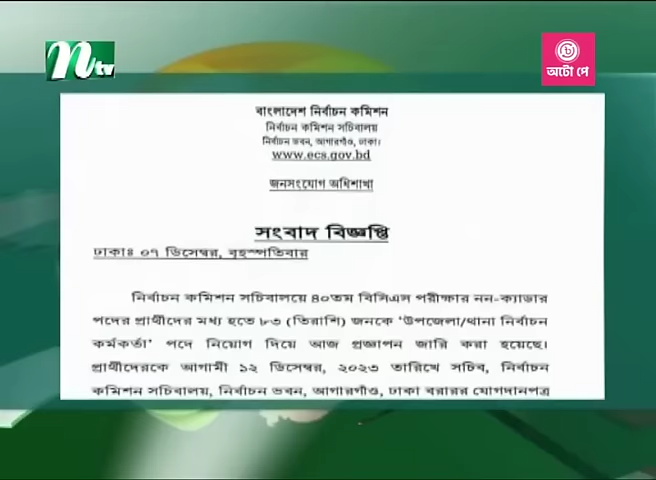 ntv
অটো পে
বাংলাদেশ নির্বাচন কমিশন
নির্বাচন কমিশন সচিবালয়
নির্বাচন ভবন, আগারগাঁও, ঢাকা।
www.ecs.gov.bd
জনসংযোগ অধিশাখা
সংবাদ বিজ্ঞপ্তি
ঢাকাঃ ০৭ ডিসেম্বর, বৃহস্পতিবার
নির্বাচন কমিশন সচিবালয়ে ৪০তম বিসিএস পরীক্ষার নন-ক্যাডার
পদের প্রার্থীদের মধ্য হতে ৮৩ (তিরাশি) জনকে ‘উপজেলা/থানা নির্বাচন
কর্মকর্তা’ পদে নিয়োগ দিয়ে আজ প্রজ্ঞাপন জারি করা হয়েছে।
প্রার্থীদেরকে আগামী ১২ ডিসেম্বর, ২০২৩ তারিখে সচিব, নির্বাচন
কমিশন সচিবালয়, নির্বাচন ভবন, আগারগাঁও, ঢাকা বরারর যোগদানপত্র